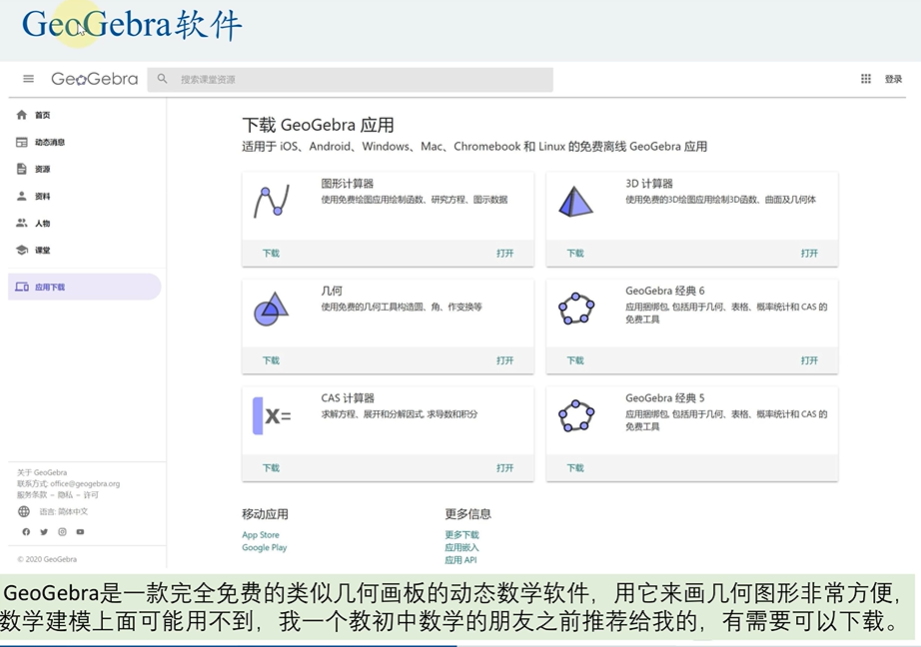 GeoGebra软件
GeoGebra
搜索课堂资源
登录
首页
动态消息
资源
资料
人物
课堂
应用下载
下载 GeoGebra 应用
适用于 iOS、Android、Windows、Mac、Chromebook 和 Linux 的免费离线 GeoGebra 应用
图形计算器
使用免费绘图应用绘制函数、研究方程、图示数据
下载
打开
3D 计算器
使用免费的3D绘图应用绘制3D函数、曲面及几何体
下载
打开
几何
使用免费的几何工具构造圆、角、作变换等
下载
打开
GeoGebra 经典 6
应用捆绑包, 包括用于几何、表格、概率统计和 CAS 的
免费工具
下载
打开
CAS 计算器
求解方程、展开和分解因式, 求导数和积分
下载
打开
GeoGebra 经典 5
应用捆绑包, 包括用于几何、表格、概率统计和 CAS 的
免费工具
下载
X=
移动应用
App Store
Google Play
更多信息
更多下载
应用嵌入
应用 API
关于 GeoGebra
联系方式: office@geogebra.org
服务条款 – 隐私 – 许可
语言: 简体中文
© 2020 GeoGebra
GeoGebra是一款完全免费的类似几何画板的动态数学软件，用它来画几何图形非常方便，
数学建模上面可能用不到，我一个教初中数学的朋友之前推荐给我的，有需要可以下载。